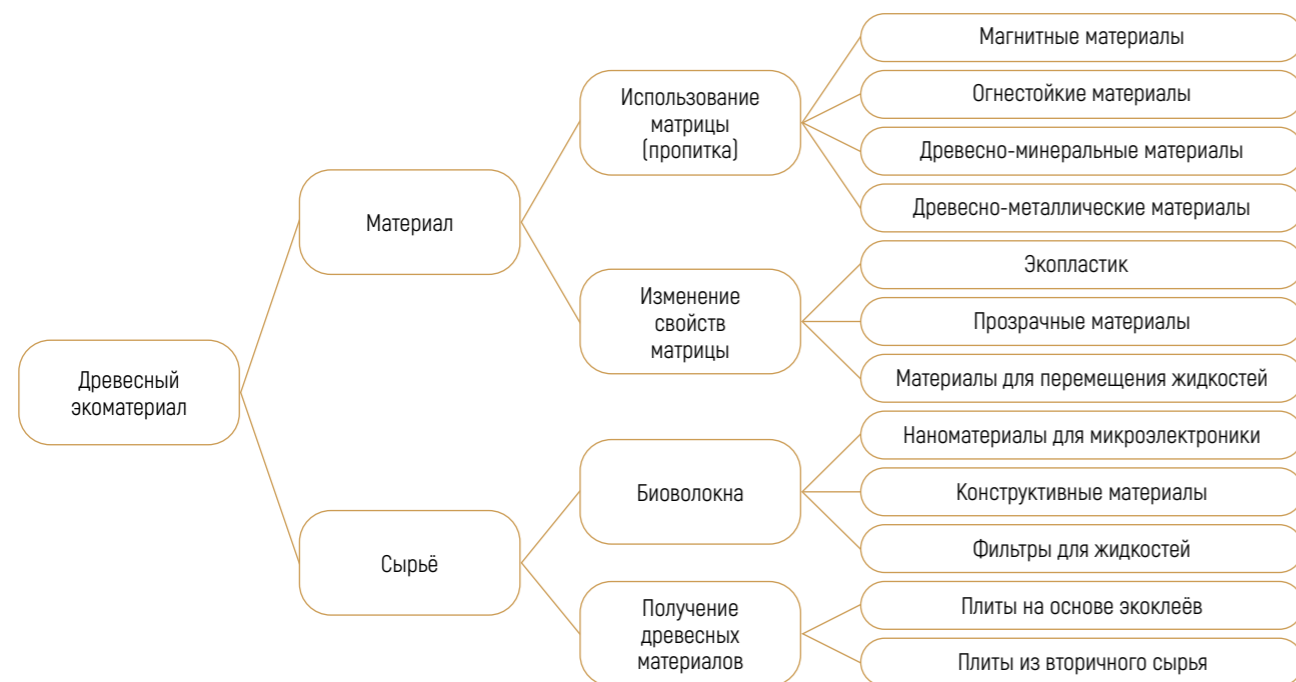 Древесный
экоматериал
Материал
Сырьё
Использование
матрицы
(пропитка)
Изменение
свойств
матрицы
Биоволокна
Получение
древесных
материалов
Магнитные материалы
Огнестойкие материалы
Древесно-минеральные материалы
Древесно-металлические материалы
Экопластик
Прозрачные материалы
Материалы для перемещения жидкостей
Наноматериалы для микроэлектроники
Конструктивные материалы
Фильтры для жидкостей
Плиты на основе экоклеёв
Плиты из вторичного сырья